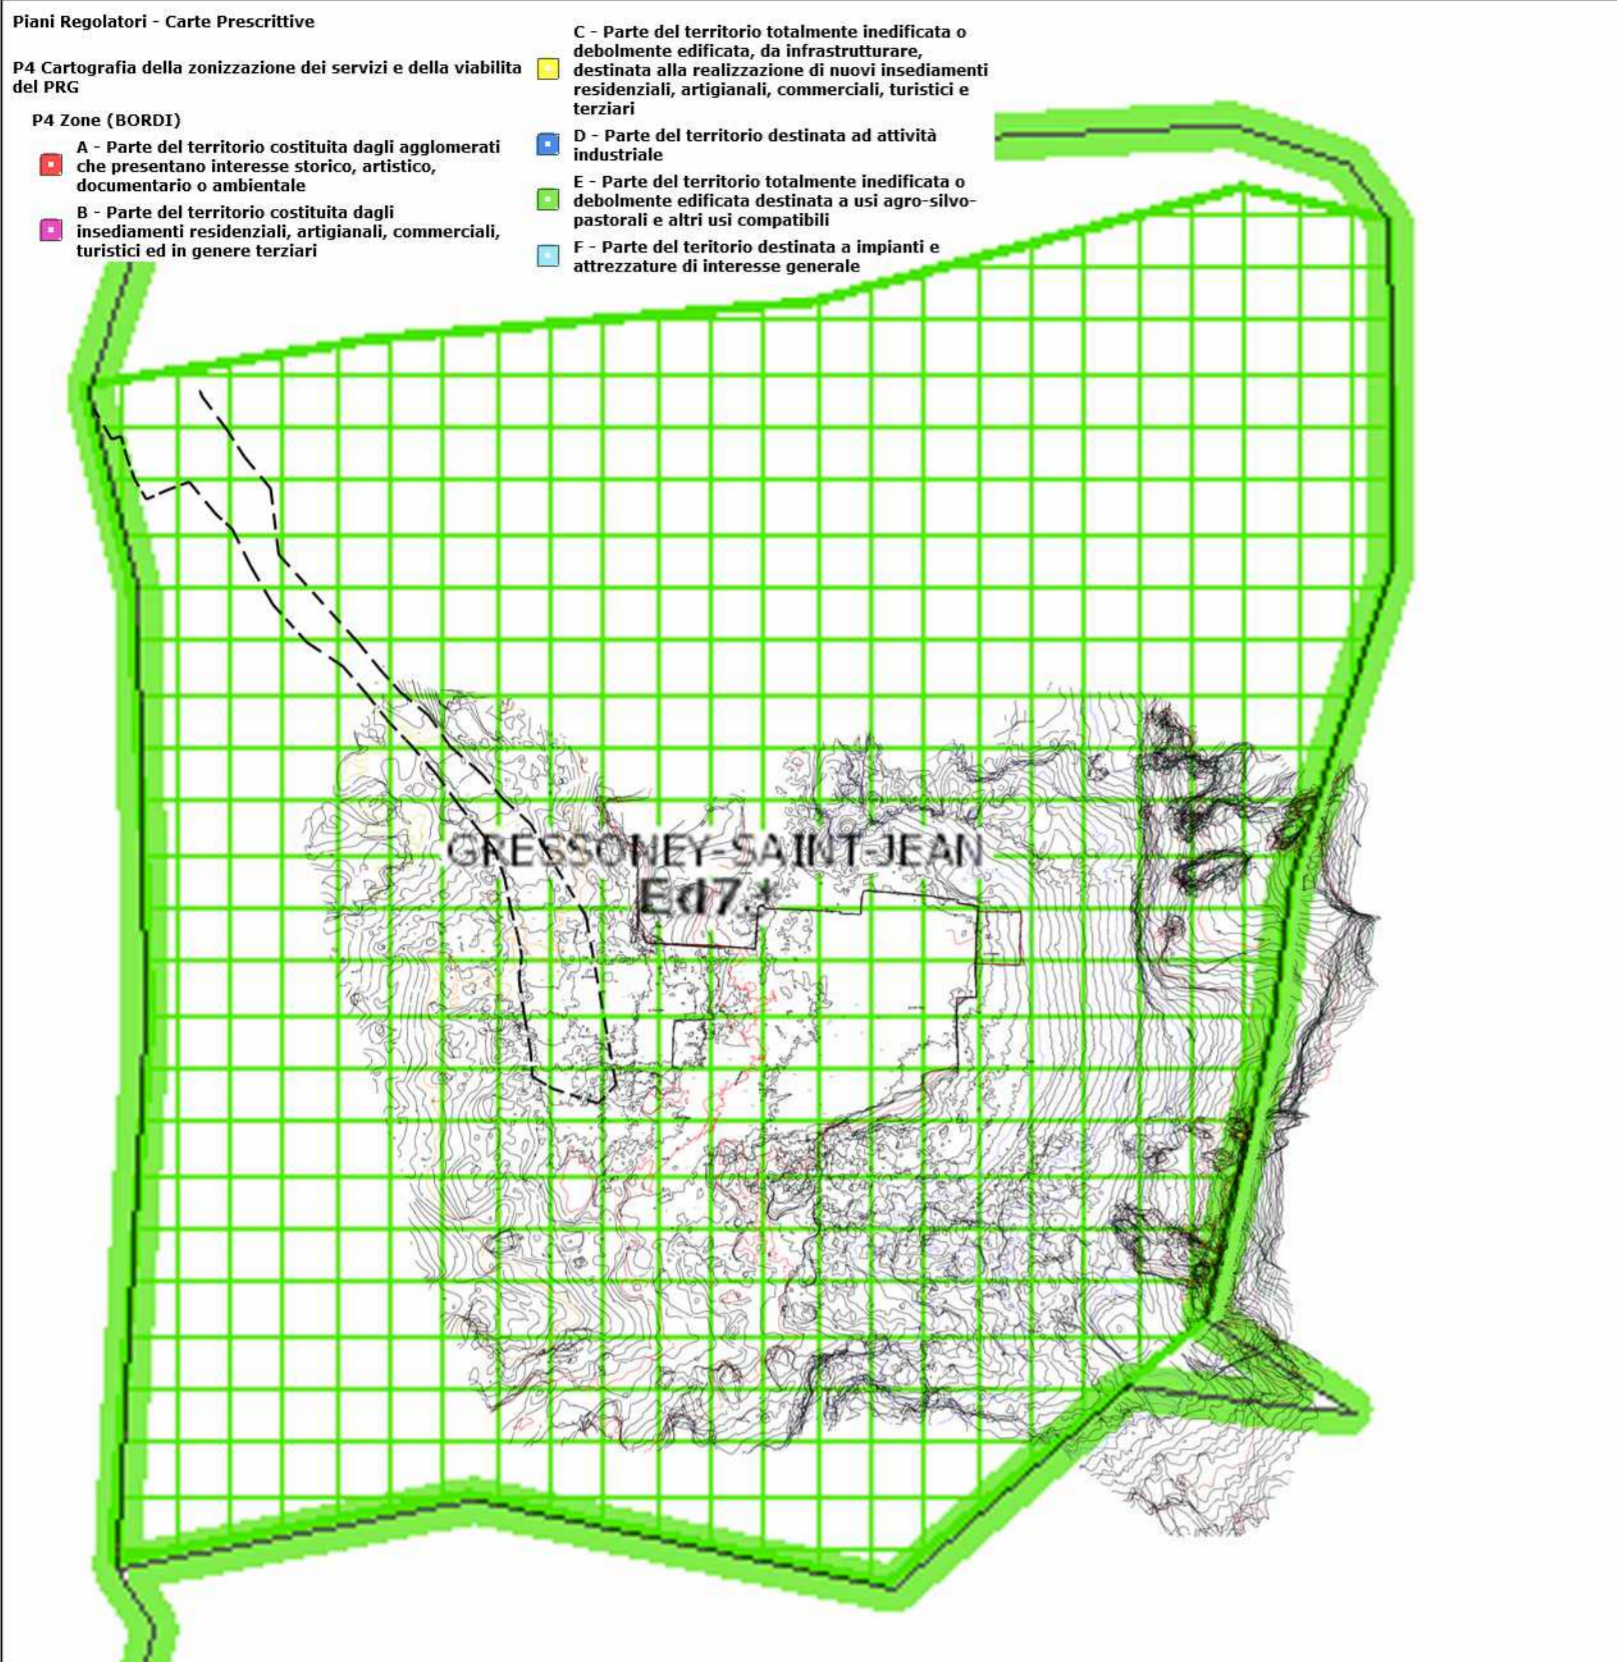 Piani Regolatori - Carte Prescrittive
P4 Cartografia della zonizzazione dei servizi e della viabilita
del PRG
P4 Zone (BORDI)
A - Parte del territorio costituita dagli agglomerati
che presentano interesse storico, artistico,
documentario o ambientale
B - Parte del territorio costituita dagli
insediamenti residenziali, artigianali, commerciali,
turistici ed in genere terziari
C - Parte del territorio totalmente inedificata o
debolmente edificata, da infrastrutturare,
destinata alla realizzazione di nuovi insediamenti
residenziali, artigianali, commerciali, turistici e
terziari
D - Parte del territorio destinata ad attività
industriale
E - Parte del territorio totalmente inedificata o
debolmente edificata destinata a usi agro-silvo-
pastorali e altri usi compatibili
F - Parte del teritorio destinata a impianti e
attrezzature di interesse generale
GRESSONEY-SAINT-JEAN
Ed7.*